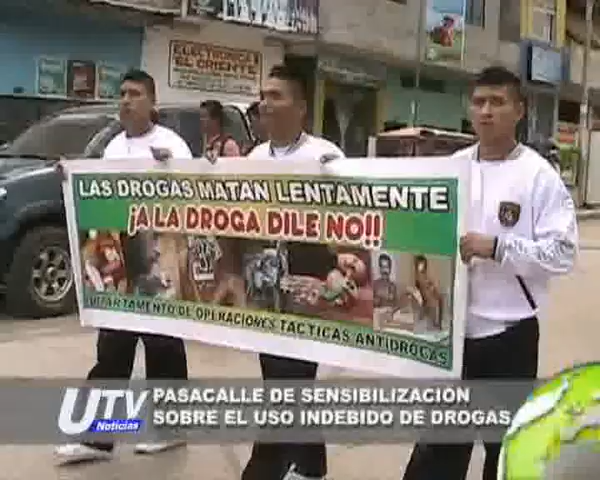 ELECTRONICA
EL ORIENTE
LAS DROGAS MATAN LENTAMENTE
¡A LA DROGA DILE NO!!
DEPARTAMENTO DE OPERACIONES TACTICAS ANTIDROGAS
UTV
Noticias
PASACALLE DE SENSIBILIZACIÓN
SOBRE EL USO INDEBIDO DE DROGAS